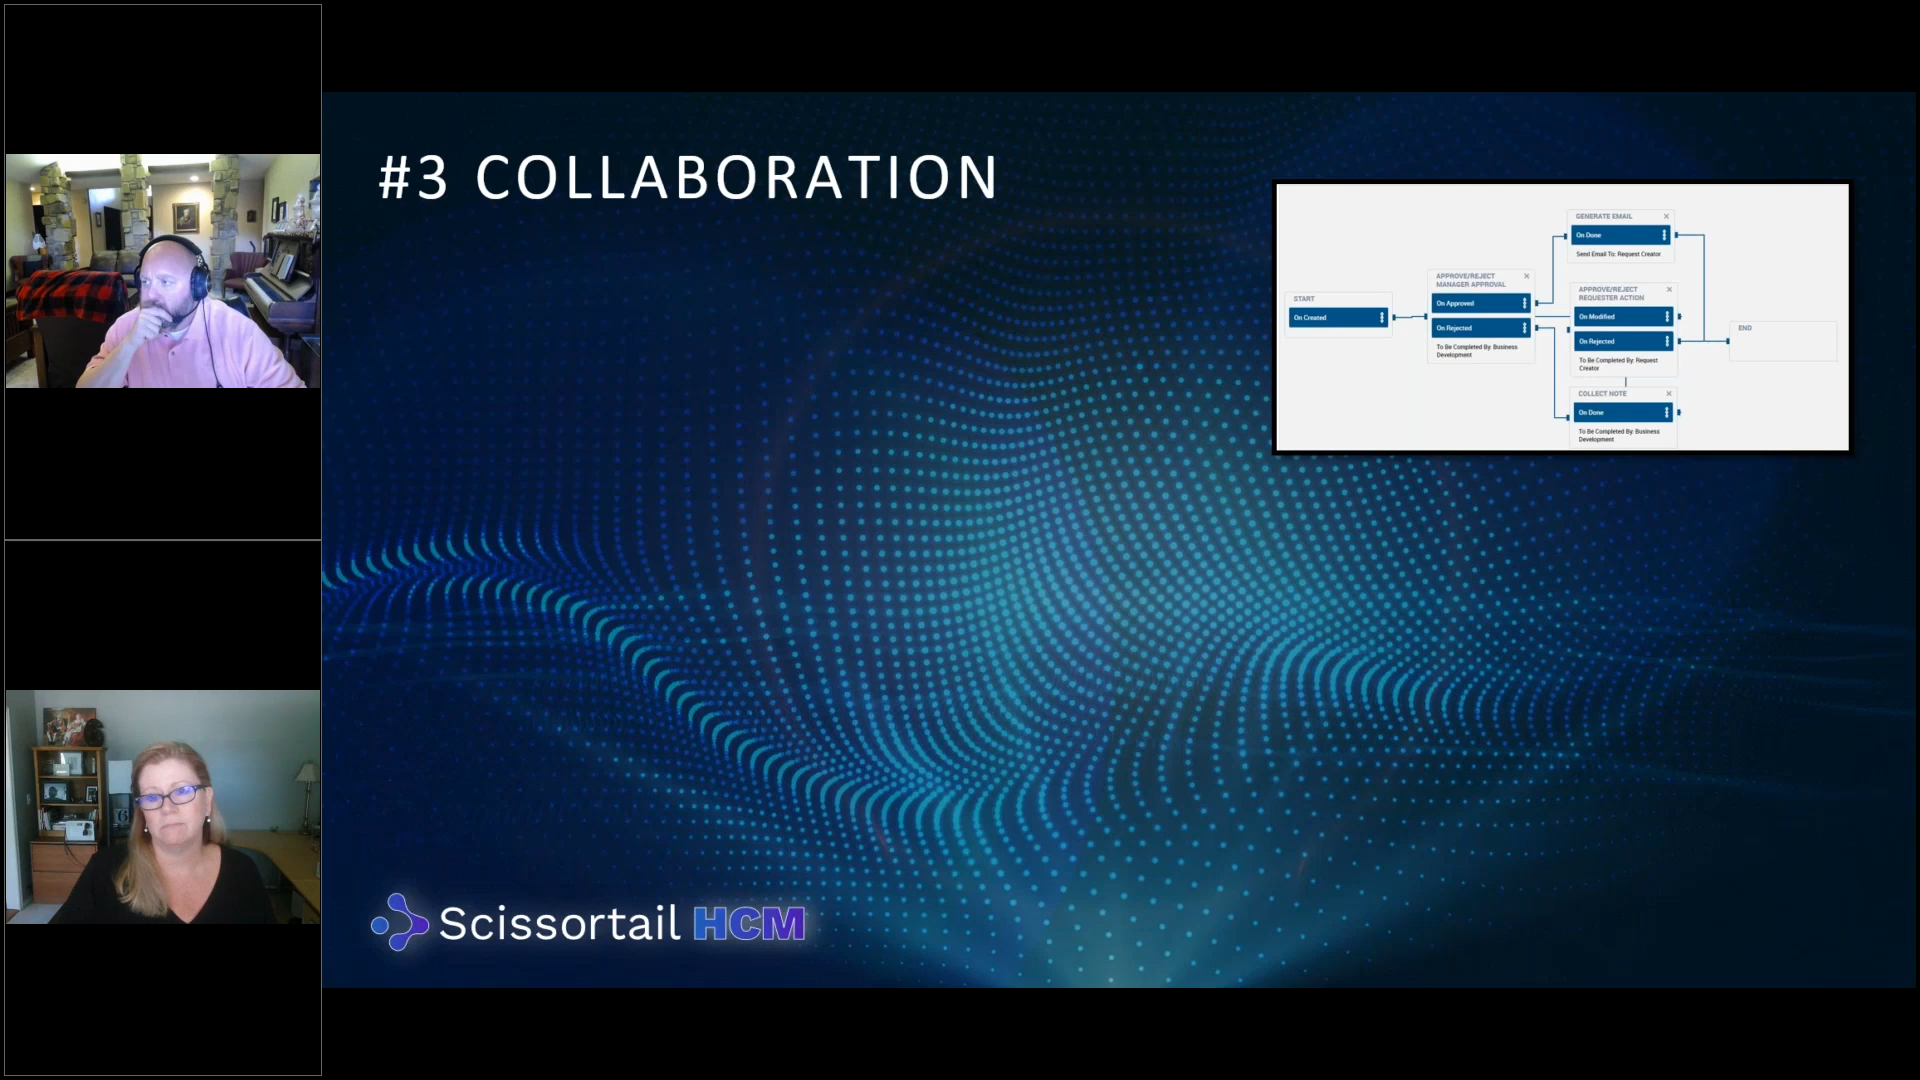 #3 COLLABORATION
START
On Created
APPROVE/REJECT
MANAGER APPROVAL
On Approved
On Rejected
To Be Completed By: Business
Development
GENERATE EMAIL
On Done
Send Email To: Request Creator
APPROVE/REJECT
REQUESTER ACTION
On Modified
On Rejected
To Be Completed By: Request
Creator
COLLECT NOTE
On Done
To Be Completed By: Business
Development
END
Scissortail HCM